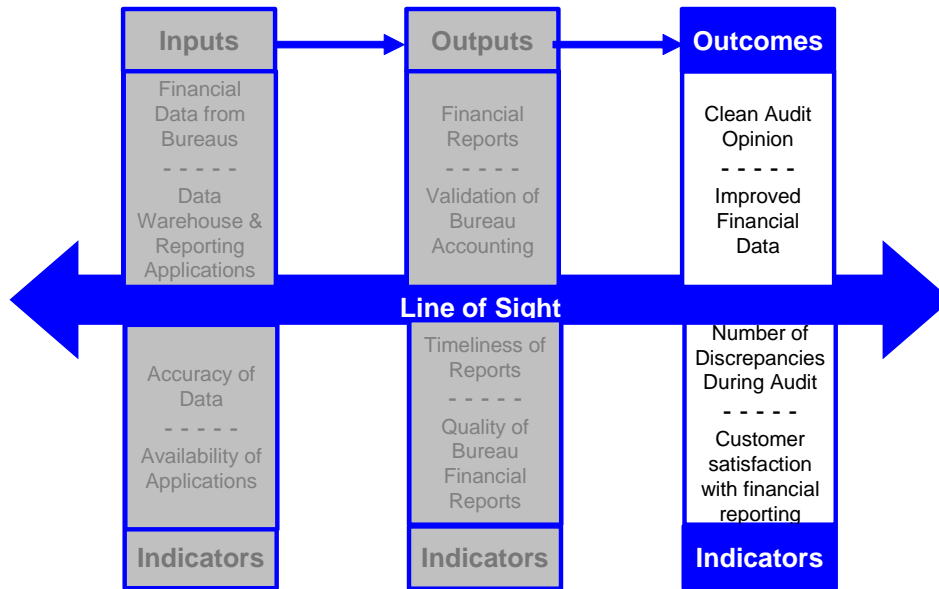 Inputs
Outputs
Outcomes
Financial
Data from
Bureaus
- - - - -
Data
Warehouse &
Reporting
Applications
Financial
Reports
- - - - -
Validation of
Bureau
Accounting
Clean Audit
Opinion
- - - - -
Improved
Financial
Data
Line of Sight
Accuracy of
Data
- - - - -
Availability of
Applications
Timeliness of
Reports
- - - - -
Quality of
Bureau
Financial
Reports
Number of
Discrepancies
During Audit
- - - - -
Customer
satisfaction
with financial
reporting
Indicators
Indicators
Indicators